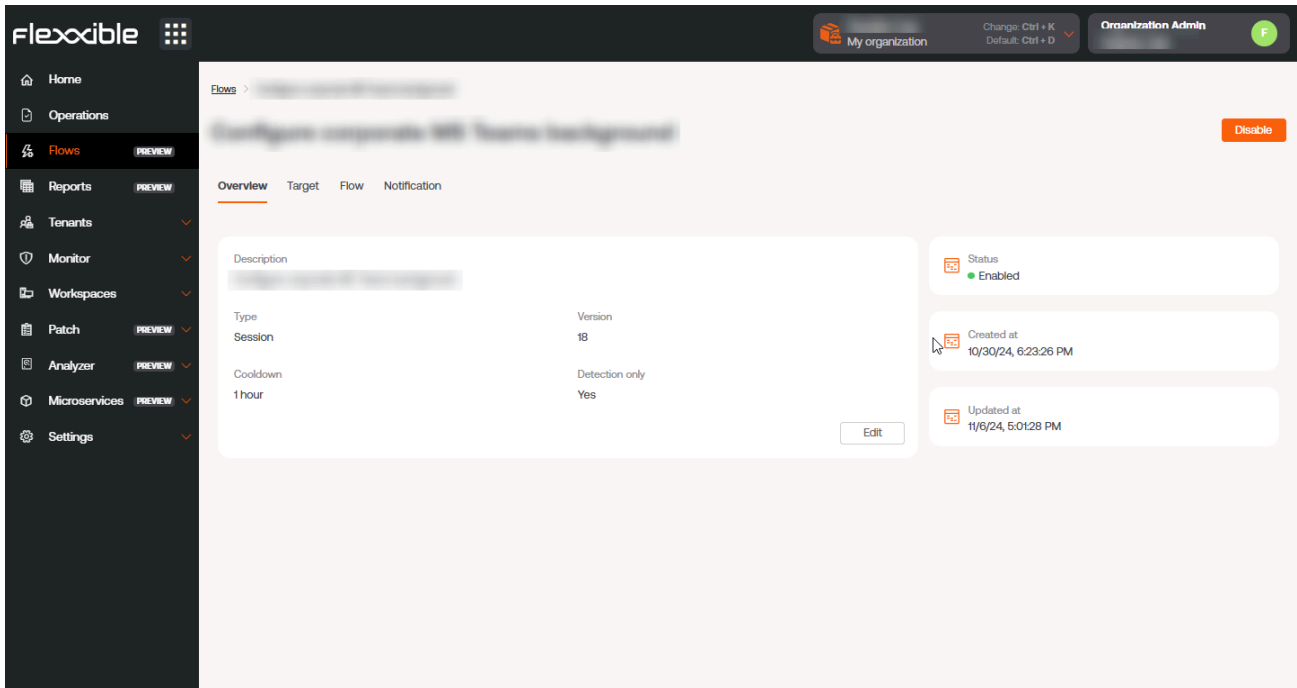 flexxible
My organization
Change: Ctrl + K
Default: Ctrl + D
Organization Admin
F
Home
Operations
Flows PREVIEW
Reports PREVIEW
Tenants
Monitor
Workspaces
Patch PREVIEW
Analyzer PREVIEW
Microservices PREVIEW
Settings
Flows >
Disable
Overview Target Flow Notification
Description
Type
Session
Version
18
Cooldown
1 hour
Detection only
Yes
Edit
Status
Enabled
Created at
10/30/24, 6:23:26 PM
Updated at
11/6/24, 5:01:28 PM